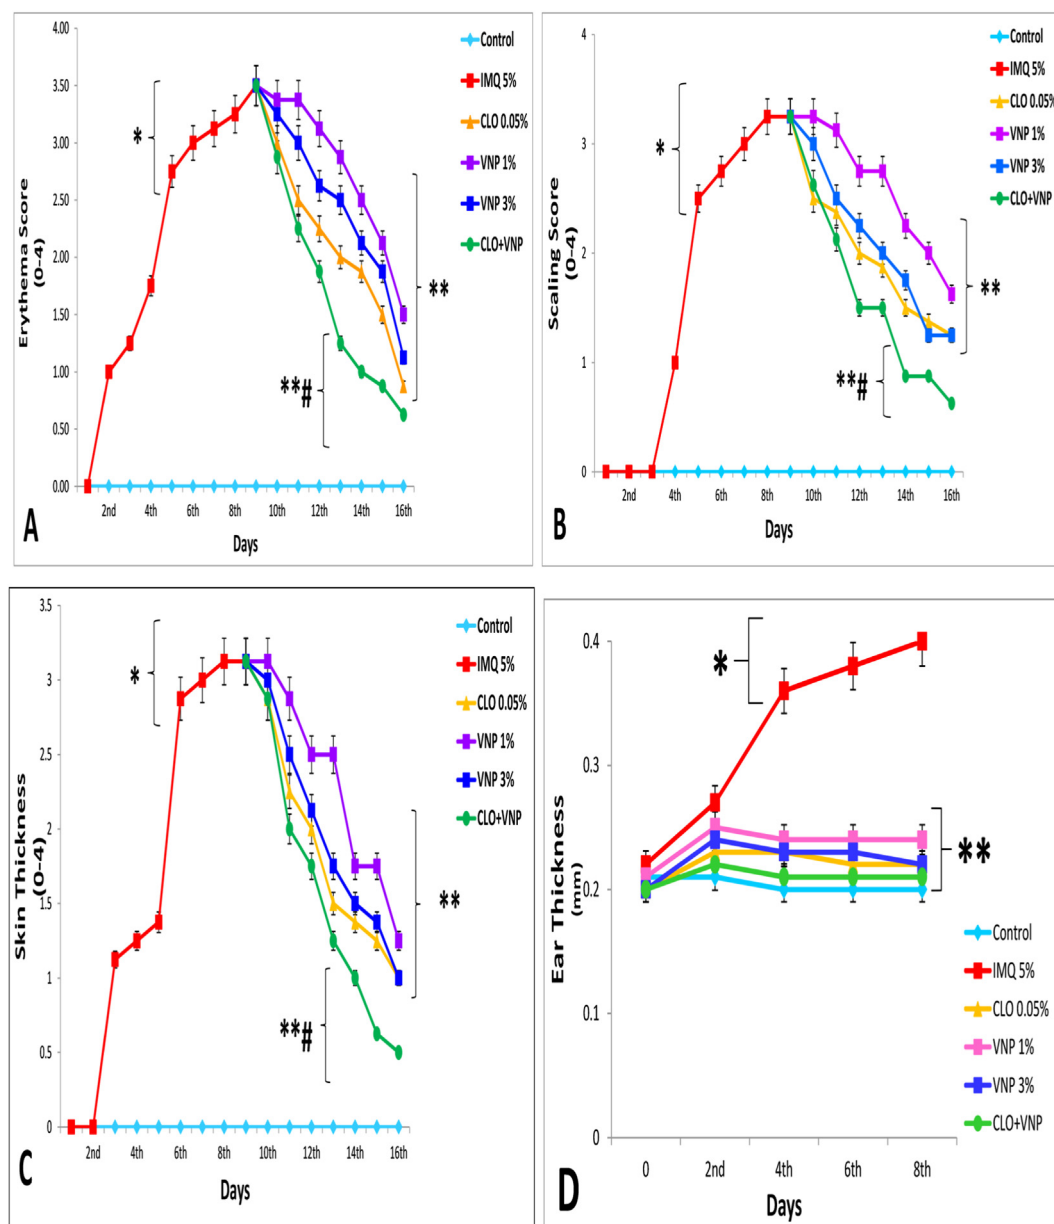 4.00
3.50
3.00
2.50
2.00
1.50
1.00
0.50
0.00
Erythema Score
(0-4)
2nd 4th 6th 8th 10th 12th 14th 16th
Days
A
*
**
**#
Control
IMQ 5%
CLO 0.05%
VNP 1%
VNP 3%
CLO+VNP
4
3
2
1
0
Scaling Score
(0-4)
2nd 4th 6th 8th 10th 12th 14th 16th
Days
B
*
**
**#
Control
IMQ 5%
CLO 0.05%
VNP 1%
VNP 3%
CLO+VNP
3.5
3
2.5
2
1.5
1
0.5
0
Skin Thickness
(0-4)
2nd 4th 6th 8th 10th 12th 14th 16th
Days
C
*
**
**#
Control
IMQ 5%
CLO 0.05%
VNP 1%
VNP 3%
CLO+VNP
0.4
0.3
0.2
0.1
0
Ear Thickness
(mm)
0 2nd 4th 6th 8th
Days
D
*
**
Control
IMQ 5%
CLO 0.05%
VNP 1%
VNP 3%
CLO+VNP